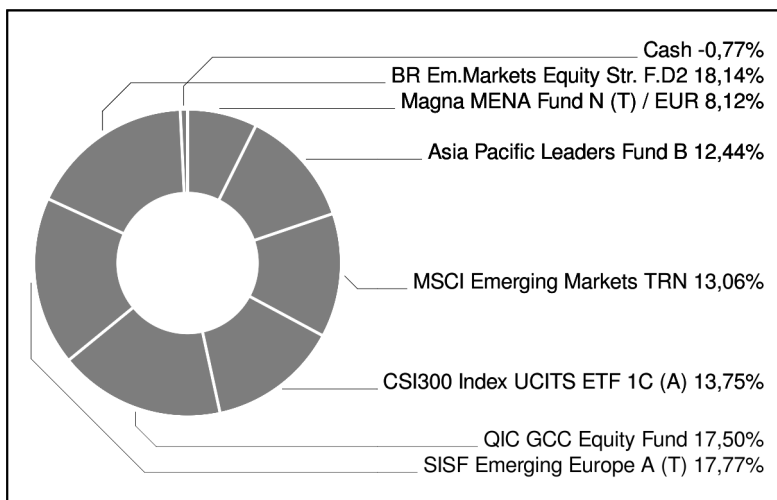 Cash -0,77%
BR Em.Markets Equity Str. F.D2 18,14%
Magna MENA Fund N (T) / EUR 8,12%
Asia Pacific Leaders Fund B 12,44%
MSCI Emerging Markets TRN 13,06%
CSI300 Index UCITS ETF 1C (A) 13,75%
QIC GCC Equity Fund 17,50%
SISF Emerging Europe A (T) 17,77%